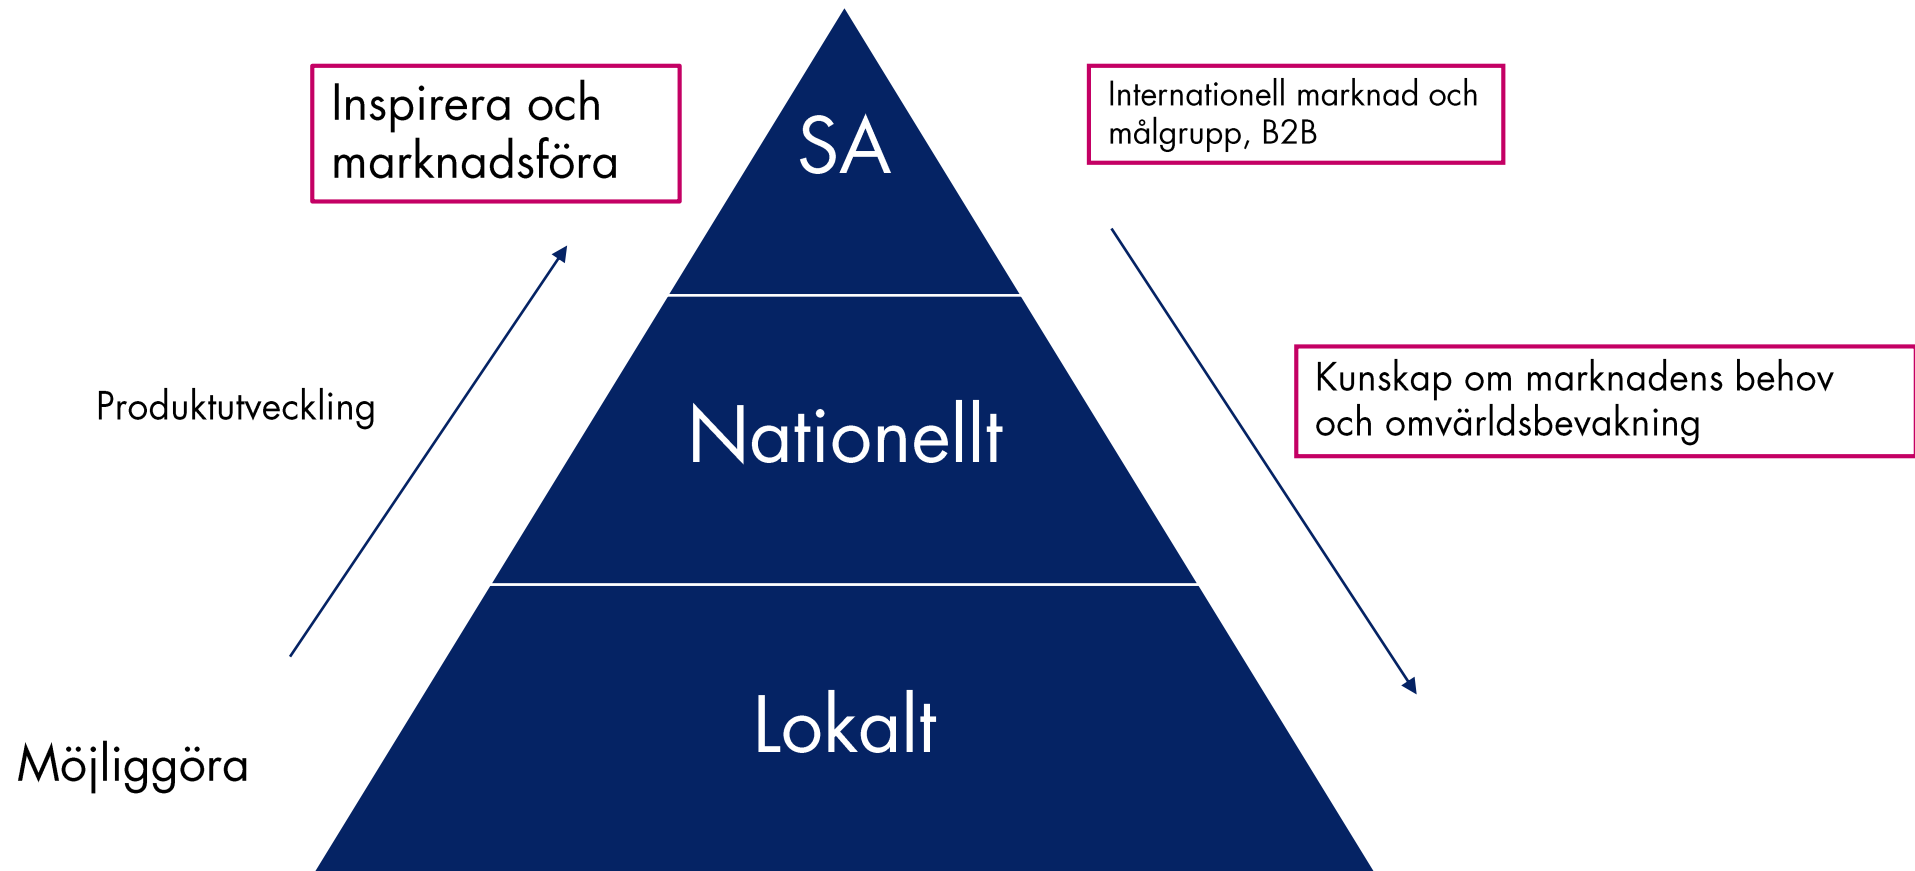 Inspirera och
marknadsföra
SA
Internationell marknad och
målgrupp, B2B
Produktutveckling
Nationellt
Kunskap om marknadens behov
och omvärldsbevakning
Möjliggöra
Lokalt